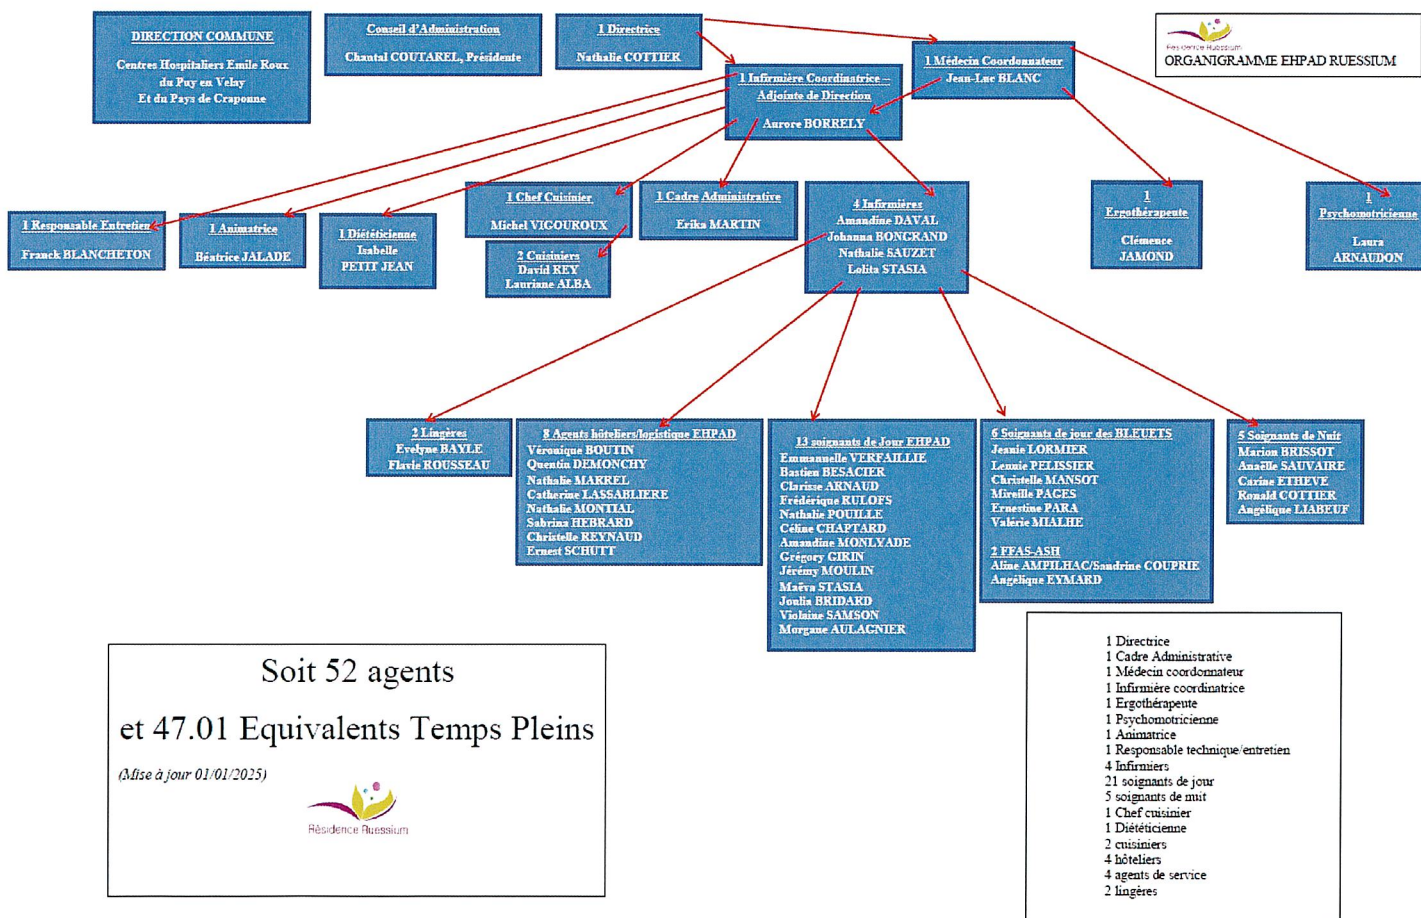 DIRECTION COMMUNE
Centres Hospitaliers Emile Roux
du Puy en Velay
Et du Pays de Craponne
Conseil d'Administration
Chantal COUTAREL, Présidente
1 Directrice
Nathalie COTTIER
1 Médecin Coordonnateur
Jean-Luc BLANC
Résidence Ruessium
ORGANIGRAMME EHPAD RUESSIUM
1 Infirmière Coordinatrice –
Adjointe de Direction
Aurore BORRELY
1 Responsable Entretien
Franck BLANCHETON
1 Animatrice
Béatrice JALADE
1 Diététicienne
Isabelle
PETIT JEAN
1 Chef Cuisinier
Michel VIGOUROUX
2 Cuisiniers
David REY
Lauriane ALBA
1 Cadre Administrative
Erika MARTIN
4 Infirmières
Amandine DAVAL
Johanna BONGRAND
Nathalie SAUZET
Lolita STASIA
1
Ergothérapeute
Clémence
JAMOND
1
Psychomotricienne
Laura
ARNAUDON
2 Lingères
Evelyne BAYLE
Flavie ROUSSEAU
8 Agents hôteliers/logistique EHPAD
Véronique BOUTIN
Quentin DEMONCHY
Nathalie MARREL
Catherine LASSABLIERE
Nathalie MONTIAL
Sabrina HEBRARD
Christelle REYNAUD
Ernest SCHUTT
13 soignants de Jour EHPAD
Emmanuelle VERFAILLIE
Bastien BESACIER
Clarisse ARNAUD
Frédérique RULOFS
Nathalie POUILLE
Céline CHAPTARD
Amandine MONLYADE
Grégory GIRIN
Jérémy MOULIN
Maëva STASIA
Joulia BRIDARD
Violaine SAMSON
Morgane AULAGNIER
6 Soignants de jour des BLEUETS
Jeanie LORMIER
Lennie PELISSIER
Christelle MANSOT
Mireille PAGES
Ernestine PARA
Valérie MIALHE
2 FFAS-ASH
Aline AMPILHAC/Sandrine COUPRIE
Angélique EYMARD
5 Soignants de Nuit
Marion BRISSOT
Anaëlle SAUVAIRE
Carine ETHEVE
Ronald COTTIER
Angélique LIABEUF
Soit 52 agents
et 47.01 Equivalents Temps Pleins
(Mise à jour 01/01/2025)
Résidence Ruessium
1 Directrice
1 Cadre Administrative
1 Médecin coordonnateur
1 Infirmière coordinatrice
1 Ergothérapeute
1 Psychomotricienne
1 Animatrice
1 Responsable technique/entretien
4 Infirmiers
21 soignants de jour
5 soignants de nuit
1 Chef cuisinier
1 Diététicienne
2 cuisiniers
4 hôteliers
4 agents de service
2 lingères